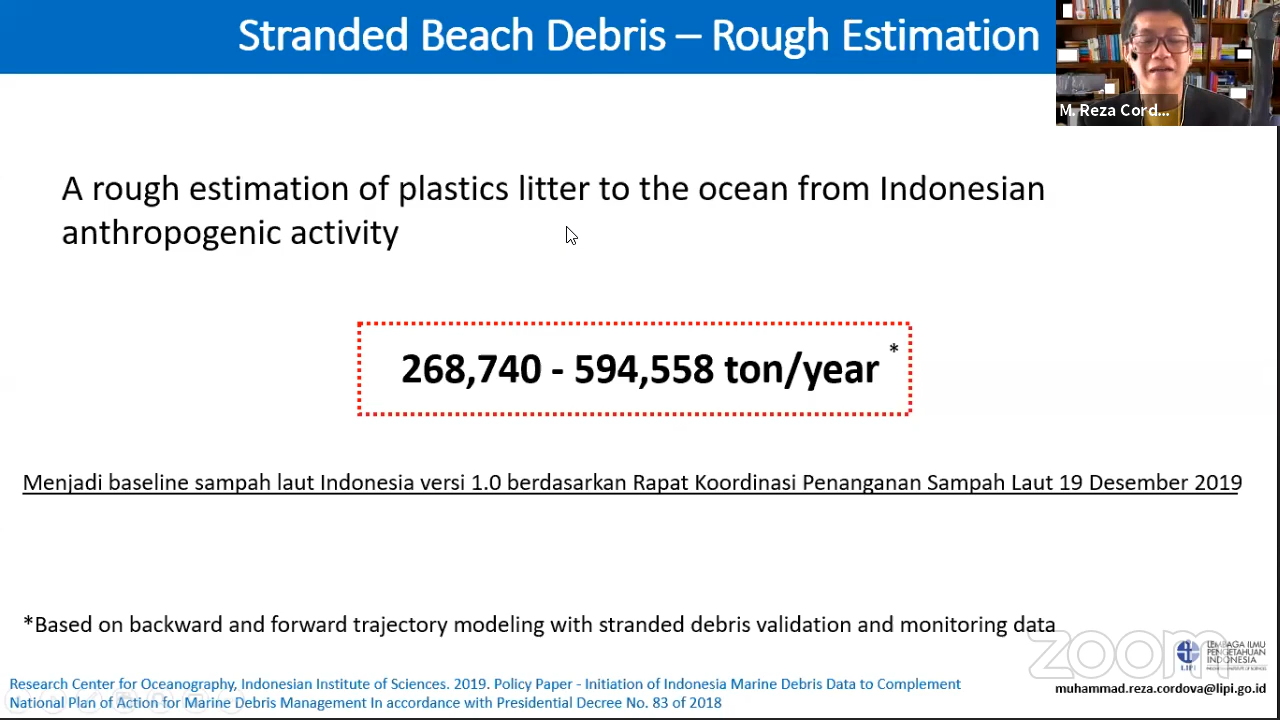 Stranded Beach Debris – Rough Estimation
M. Reza Cord...
A rough estimation of plastics litter to the ocean from Indonesian
anthropogenic activity
268,740 - 594,558 ton/year *
Menjadi baseline sampah laut Indonesia versi 1.0 berdasarkan Rapat Koordinasi Penanganan Sampah Laut 19 Desember 2019
*Based on backward and forward trajectory modeling with stranded debris validation and monitoring data
zoom
LIPI
LEMBAGA ILMU
PENGETAHUAN
INDONESIA
Research Center for Oceanography, Indonesian Institute of Sciences. 2019. Policy Paper - Initiation of Indonesia Marine Debris Data to Complement
National Plan of Action for Marine Debris Management In accordance with Presidential Decree No. 83 of 2018
muhammad.reza.cordova@lipi.go.id